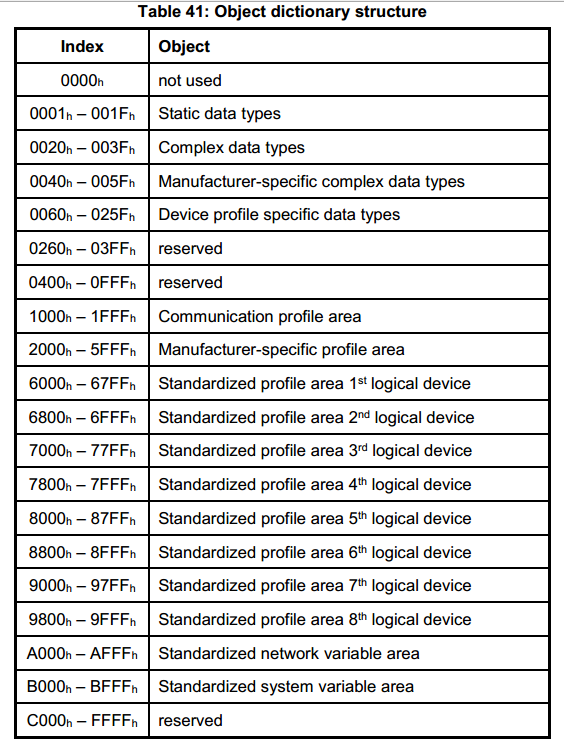 Table 41: Object dictionary structure
Index Object
0000h not used
0001h – 001Fh Static data types
0020h – 003Fh Complex data types
0040h – 005Fh Manufacturer-specific complex data types
0060h – 025Fh Device profile specific data types
0260h – 03FFh reserved
0400h – 0FFFh reserved
1000h – 1FFFh Communication profile area
2000h – 5FFFh Manufacturer-specific profile area
6000h – 67FFh Standardized profile area 1st logical device
6800h – 6FFFh Standardized profile area 2nd logical device
7000h – 77FFh Standardized profile area 3rd logical device
7800h – 7FFFh Standardized profile area 4th logical device
8000h – 87FFh Standardized profile area 5th logical device
8800h – 8FFFh Standardized profile area 6th logical device
9000h – 97FFh Standardized profile area 7th logical device
9800h – 9FFFh Standardized profile area 8th logical device
A000h – AFFFh Standardized network variable area
B000h – BFFFh Standardized system variable area
C000h – FFFFh reserved